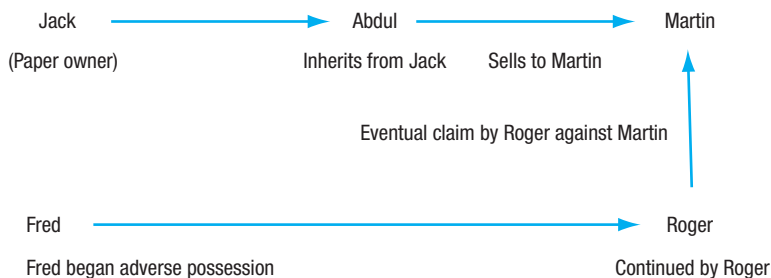 Jack Abdul Martin
(Paper owner) Inherits from Jack Sells to Martin
Eventual claim by Roger against Martin
Fred Roger
Fred began adverse possession Continued by Roger